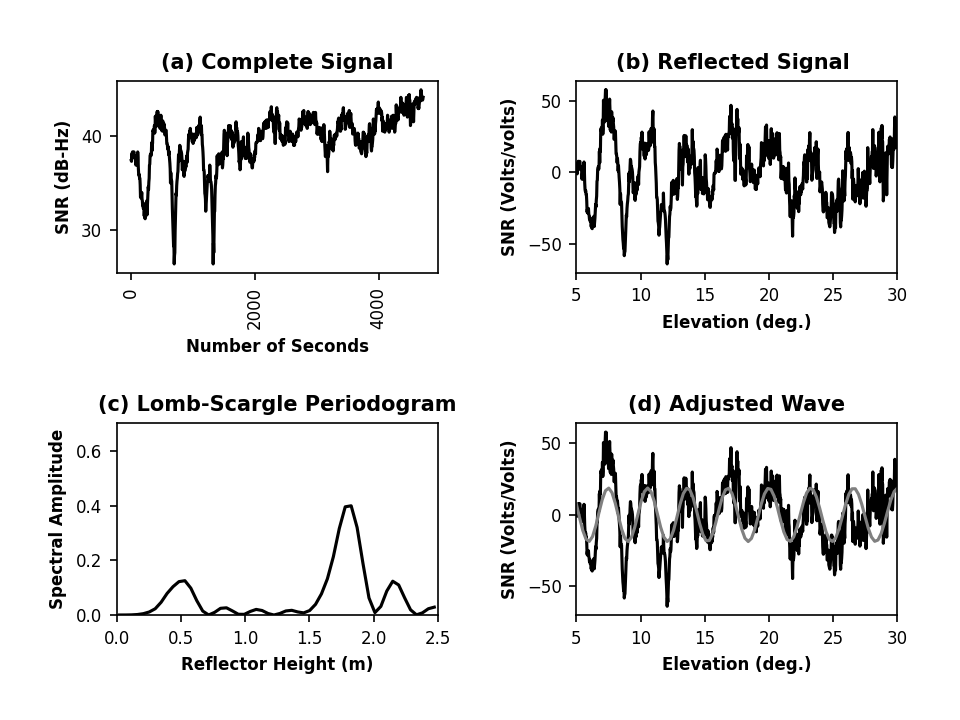 (a) Complete Signal
SNR (dB-Hz)
40
30
0
2000
4000
Number of Seconds
(b) Reflected Signal
SNR (Volts/volts)
50
0
−50
5 10 15 20 25 30
Elevation (deg.)
(c) Lomb-Scargle Periodogram
Spectral Amplitude
0.6
0.4
0.2
0.0
0.0 0.5 1.0 1.5 2.0 2.5
Reflector Height (m)
(d) Adjusted Wave
SNR (Volts/Volts)
50
0
−50
5 10 15 20 25 30
Elevation (deg.)